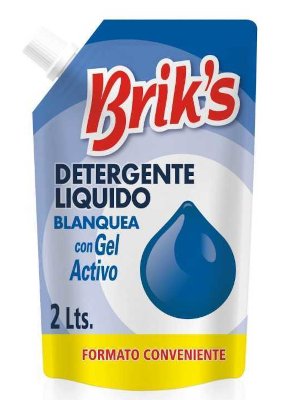 Brik's
DETERGENTE
LIQUIDO
BLANQUEA
con Gel
Activo
2 Lts.
FORMATO CONVENIENTE